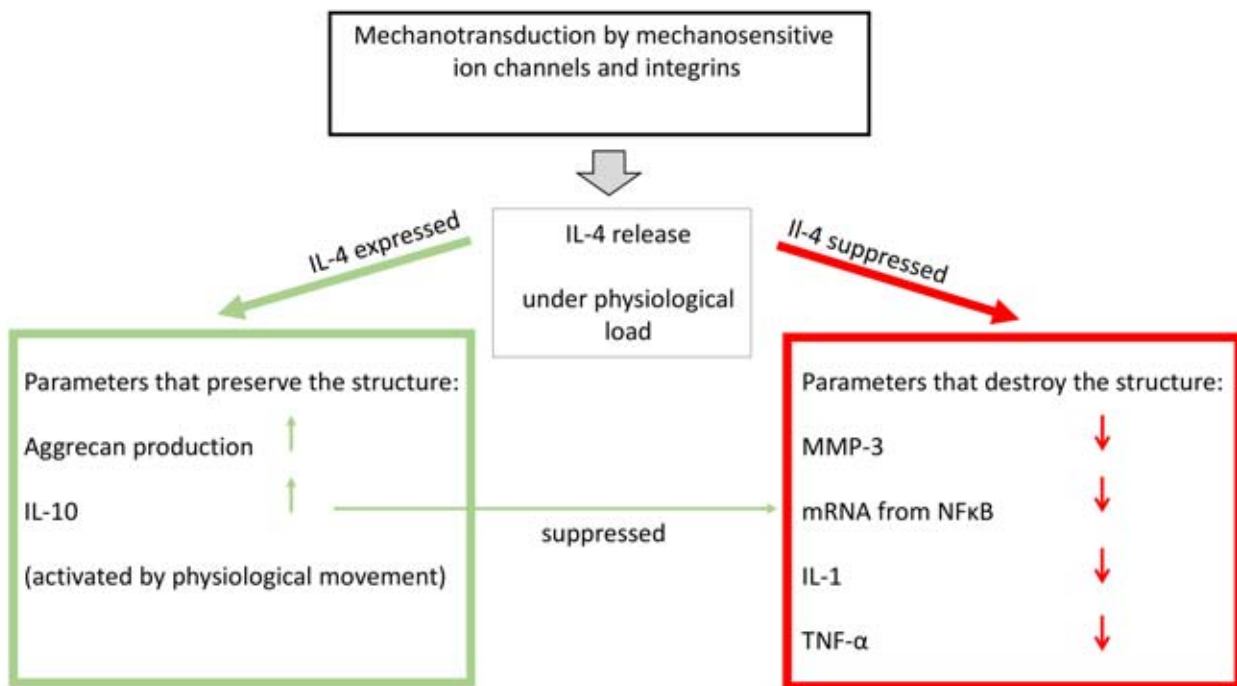 Mechanotransduction by mechanosensitive
ion channels and integrins
IL-4 expressed
IL-4 release
under physiological
load
Il-4 suppressed
Parameters that preserve the structure:
Aggrecan production
IL-10
(activated by physiological movement)
suppressed
Parameters that destroy the structure:
MMP-3
mRNA from NFκB
IL-1
TNF-α